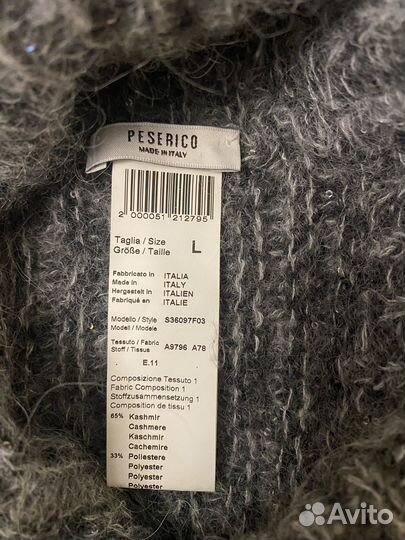 PESERICO
MADE IN ITALY
2 000051 212795
Taglia / Size
Größe / Taille
L
Fabbricato in ITALIA
Made in ITALY
Hergestelt in ITALIEN
Fabriqué en ITALIE
Modello / Style S36097F03
Modell / Modele
Tessuto / Fabric A9796 A78
Stoff / Tissus
E.11
Composizione Tessuto 1
Fabric Composition 1
Stoffzusammensetzung 1
Composition de tissu 1
65% Kashmir
Cashmere
Kaschmir
Cachemire
33% Poliestere
Polyester
Polyester
Polyester
Avito